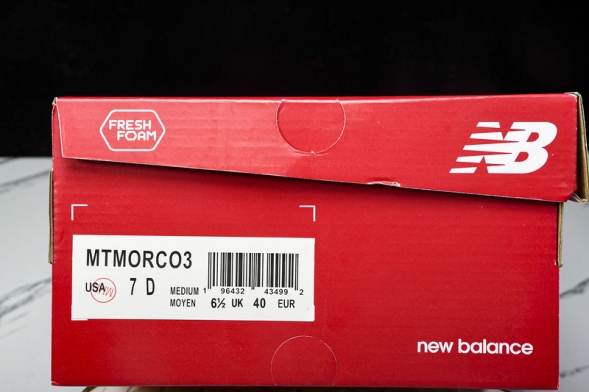 FRESH
FOAM
NB
MTMORCO3
USA 7 D MEDIUM
MOYEN 6½ UK 40 EUR
1 96432 43499 2
new balance